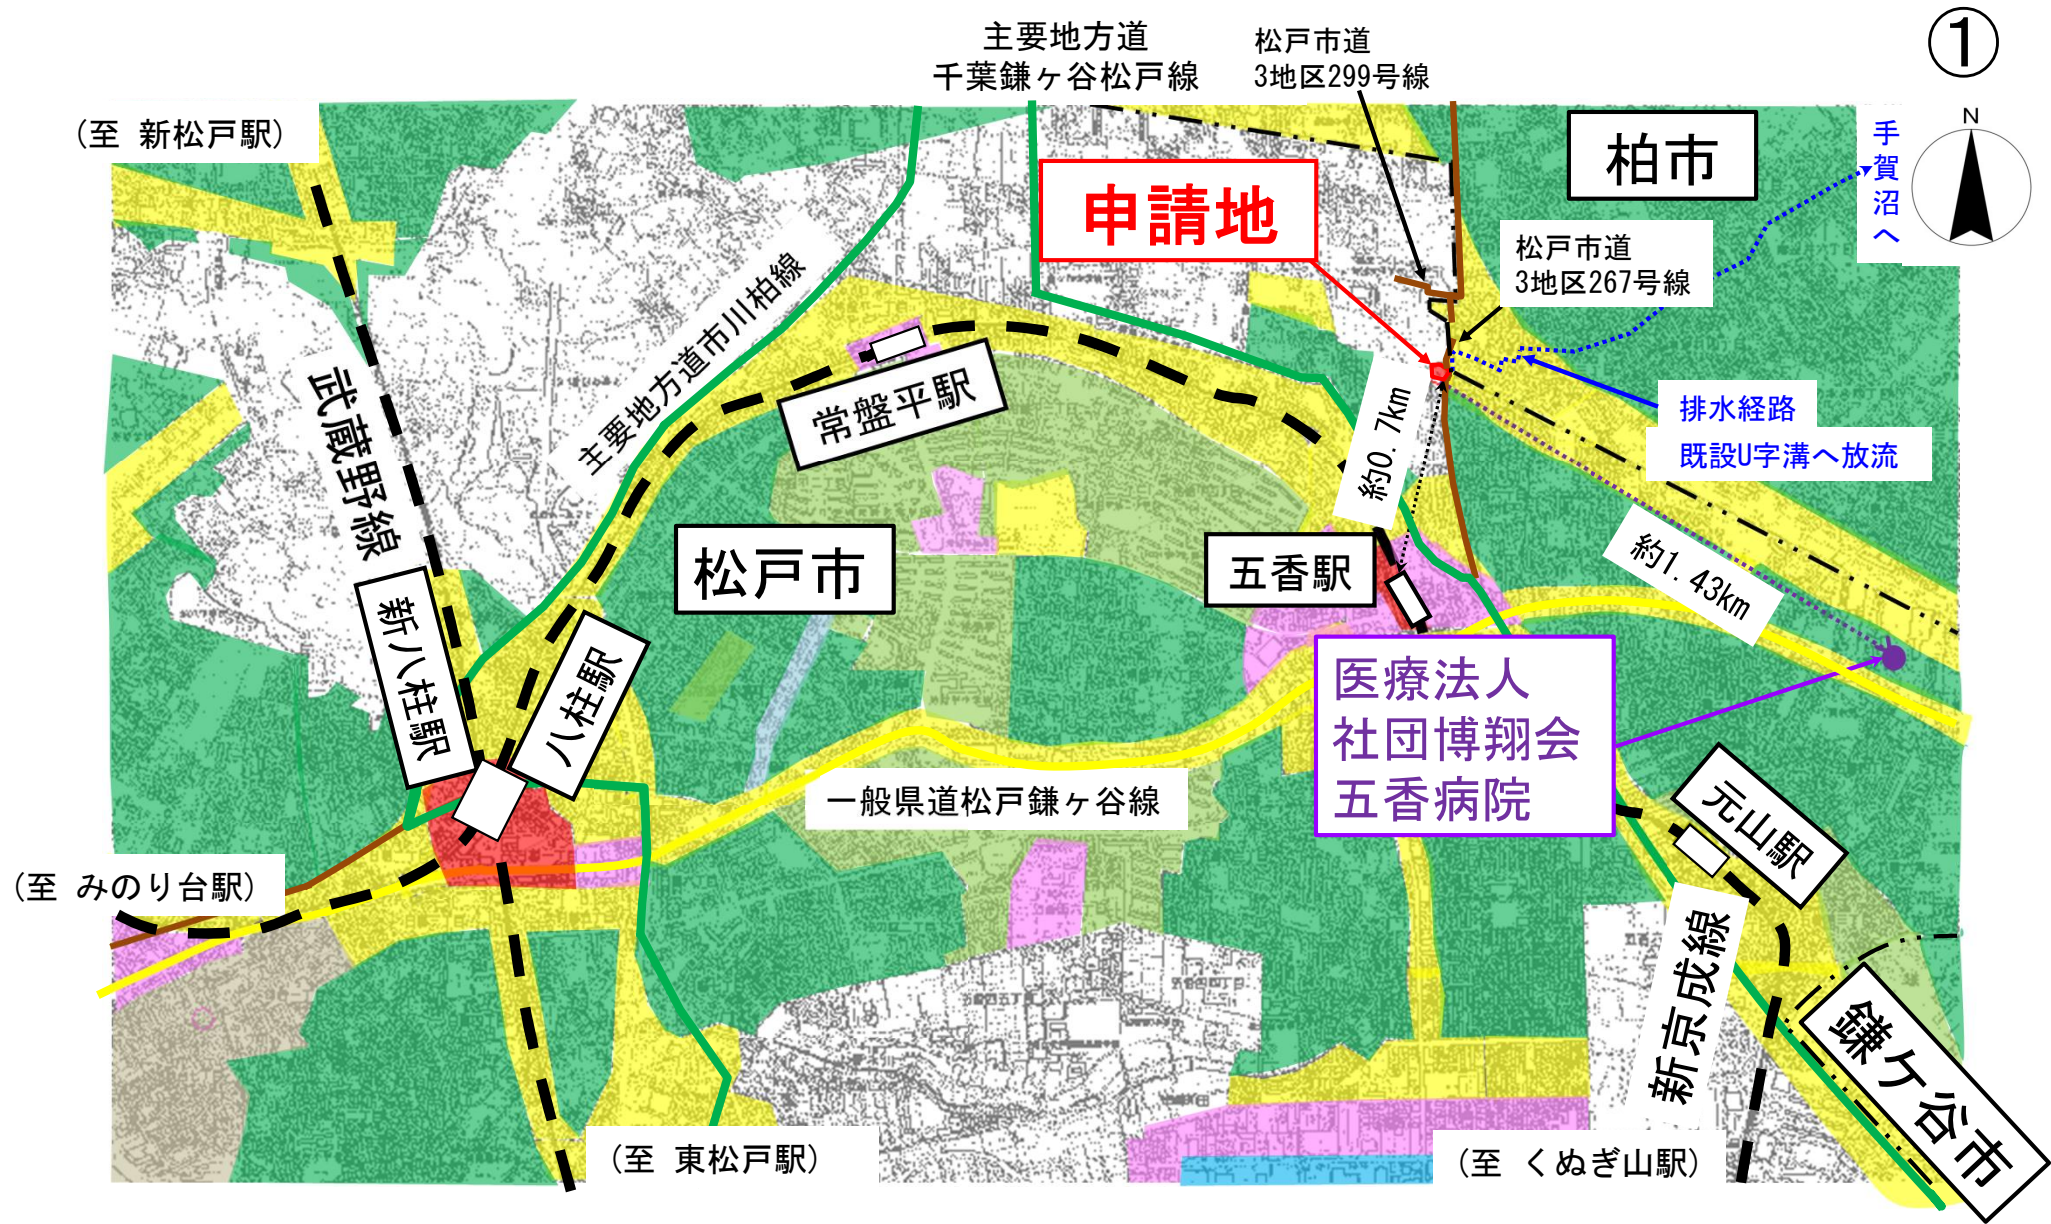 ①
主要地方道
千葉鎌ヶ谷松戸線
松戸市道
3地区299号線
(至 新松戸駅)
N
手賀沼へ
柏市
申請地
松戸市道
3地区267号線
主要地方道市川柏線
武蔵野線
常盤平駅
約0.7km
排水経路
既設U字溝へ放流
松戸市
五香駅
約1.43km
新八柱駅
八柱駅
医療法人
社団博翔会
五香病院
一般県道松戸鎌ヶ谷線
元山駅
(至 みのり台駅)
新京成線
鎌ケ谷市
(至 東松戸駅)
(至 くぬぎ山駅)